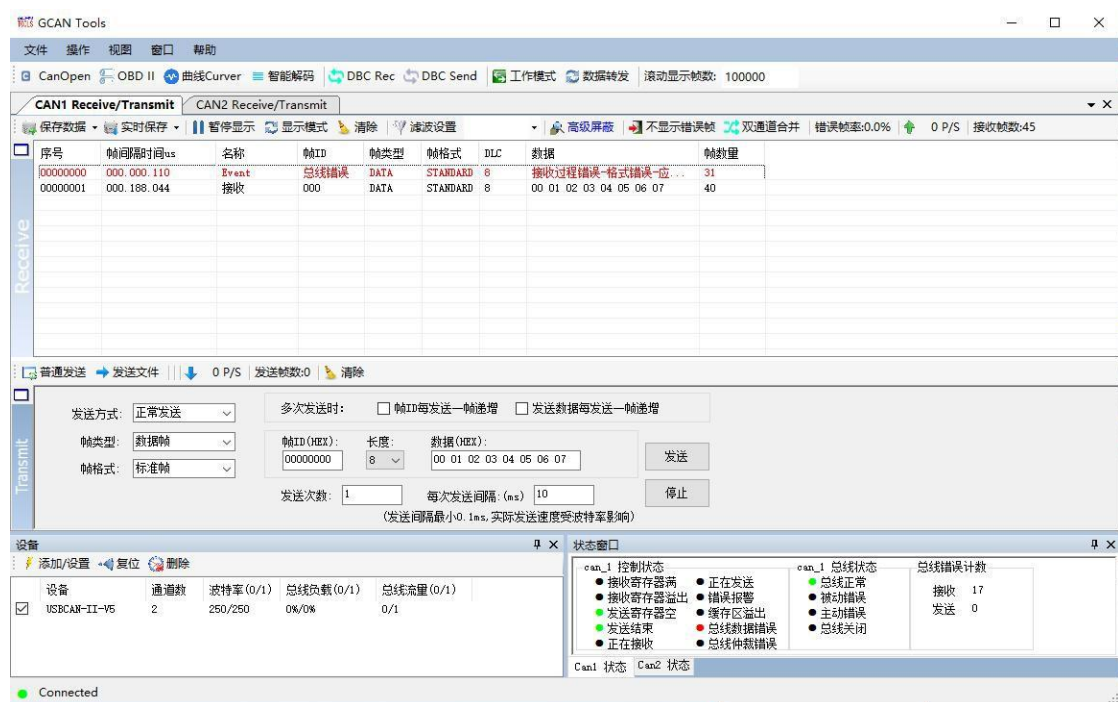 GCAN Tools
文件 操作 视图 窗口 帮助
CanOpen OBD II 曲线Curver 智能解码 DBC Rec DBC Send 工作模式 数据转发 滚动显示帧数: 100000
CAN1 Receive/Transmit CAN2 Receive/Transmit
保存数据 实时保存 暂停显示 显示模式 清除 滤波设置 高级屏蔽 不显示错误帧 双通道合并 错误帧率:0.0% 0 P/S 接收帧数:45
序号 帧间隔时间us 名称 帧ID 帧类型 帧格式 DLC 数据 帧数量
00000000 000.000.110 Event 总线错误 DATA STANDARD 8 接收过程错误-格式错误-应... 31
00000001 000.188.044 接收 000 DATA STANDARD 8 00 01 02 03 04 05 06 07 40
Receive
普通发送 发送文件 0 P/S 发送帧数:0 清除
发送方式: 正常发送 多次发送时: 帧ID每发送一帧递增 发送数据每发送一帧递增
帧类型: 数据帧 帧ID(HEX): 长度: 数据(HEX):
帧格式: 标准帧 00000000 8 00 01 02 03 04 05 06 07 发送
发送次数: 1 每次发送间隔:(ms) 10 停止
(发送间隔最小0.1ms,实际发送速度受波特率影响)
Transmit
设备
添加/设置 复位 删除
设备 通道数 波特率(0/1) 总线负载(0/1) 总线流量(0/1)
USBCAN-II-V5 2 250/250 0%/0% 0/1
状态窗口
can_1 控制状态 can_1 总线状态 总线错误计数
接收寄存器满 正在发送 总线正常 接收 17
接收寄存器溢出 错误报警 被动错误 发送 0
发送寄存器空 缓存区溢出 主动错误
发送结束 总线数据错误 总线关闭
正在接收 总线仲裁错误
Can1 状态 Can2 状态
Connected